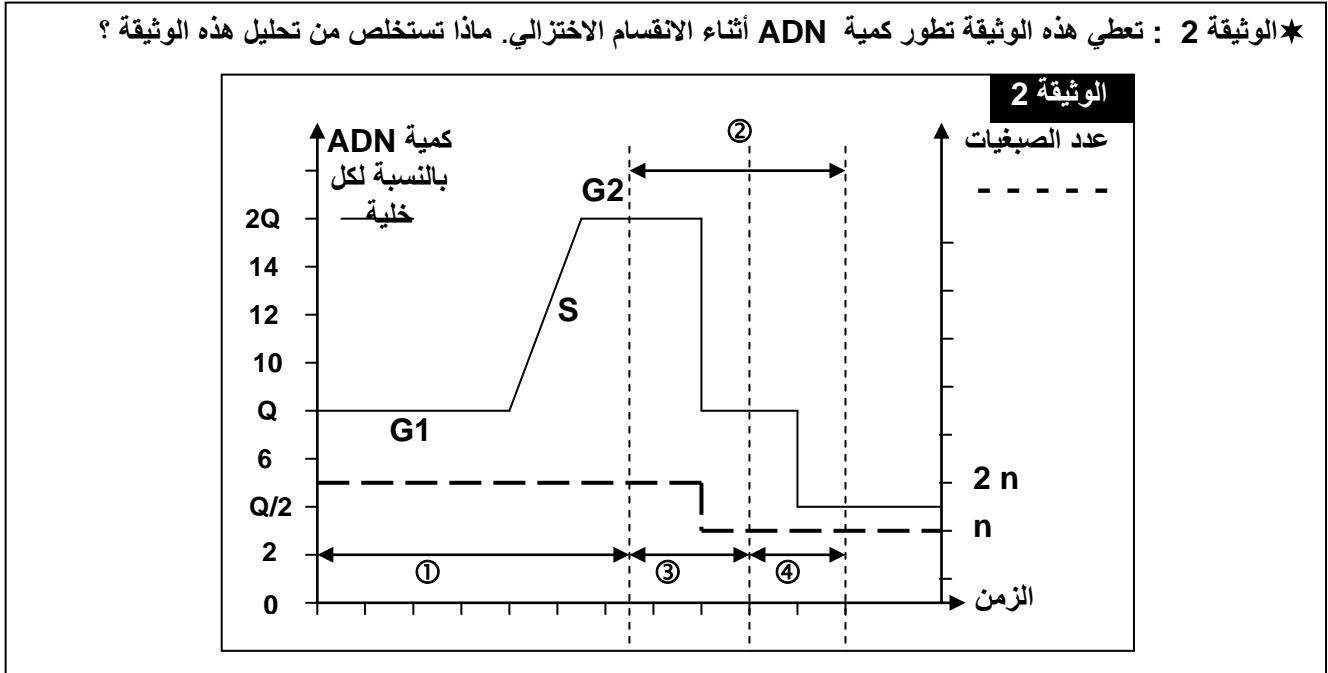 ✶الوثيقة 2 : تعطي هذه الوثيقة تطور كمية ADN أثناء الانقسام الاختزالي. ماذا تستخلص من تحليل هذه الوثيقة ؟
الوثيقة 2
عدد الصبغيات
كمية ADN
بالنسبة لكل
خلية
②
G2
2Q
14
12
S
10
Q
G1
6
2 n
Q/2
n
2
①
③
④
0
الزمن